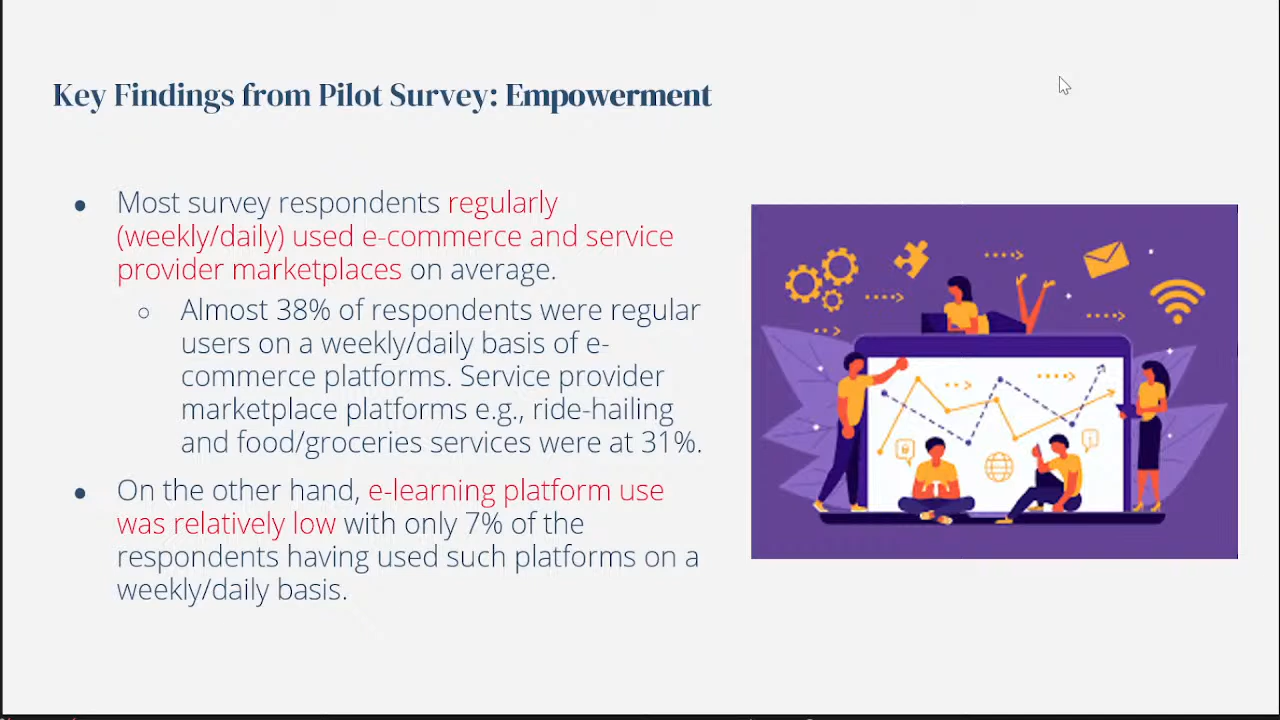 Key Findings from Pilot Survey: Empowerment
● Most survey respondents regularly
(weekly/daily) used e-commerce and service
provider marketplaces on average.
○ Almost 38% of respondents were regular
users on a weekly/daily basis of e-
commerce platforms. Service provider
marketplace platforms e.g., ride-hailing
and food/groceries services were at 31%.
● On the other hand, e-learning platform use
was relatively low with only 7% of the
respondents having used such platforms on a
weekly/daily basis.